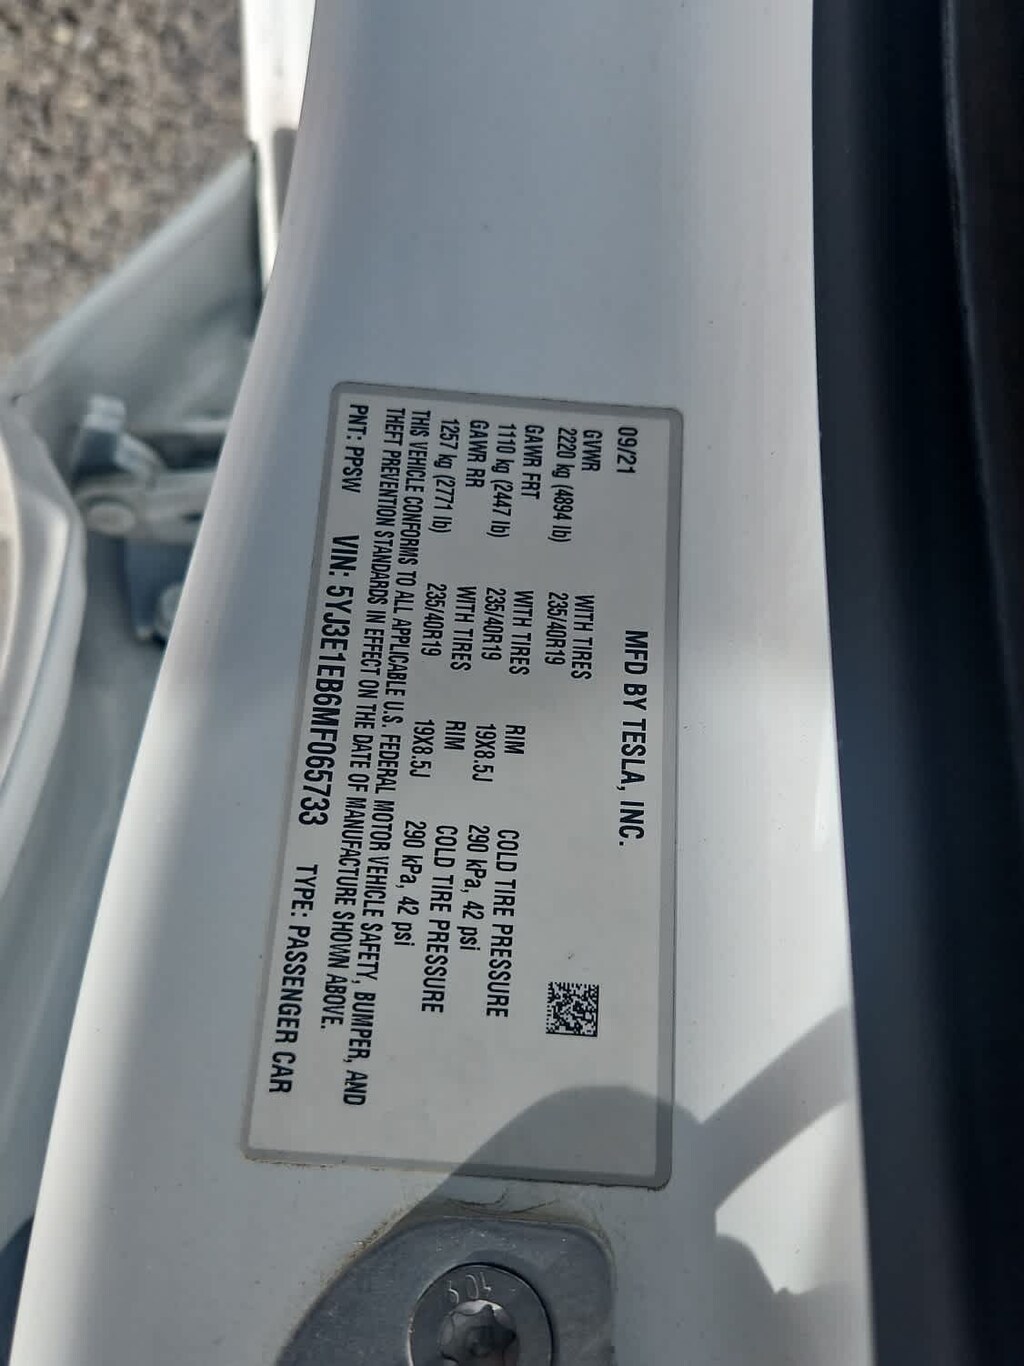 MFD BY TESLA, INC.
09/21
GVWR WITH TIRES
2220 kg (4894 lb) 235/40R19
GAWR FRT WITH TIRES RIM COLD TIRE PRESSURE
1110 kg (2447 lb) 235/40R19 19X8.5J 290 kPa, 42 psi
GAWR RR WITH TIRES RIM COLD TIRE PRESSURE
1257 kg (2771 lb) 235/40R19 19X8.5J 290 kPa, 42 psi
THIS VEHICLE CONFORMS TO ALL APPLICABLE U.S. FEDERAL MOTOR VEHICLE SAFETY, BUMPER, AND
THEFT PREVENTION STANDARDS IN EFFECT ON THE DATE OF MANUFACTURE SHOWN ABOVE.
PNT: PPSW VIN: 5YJ3E1EB6MF065733 TYPE: PASSENGER CAR